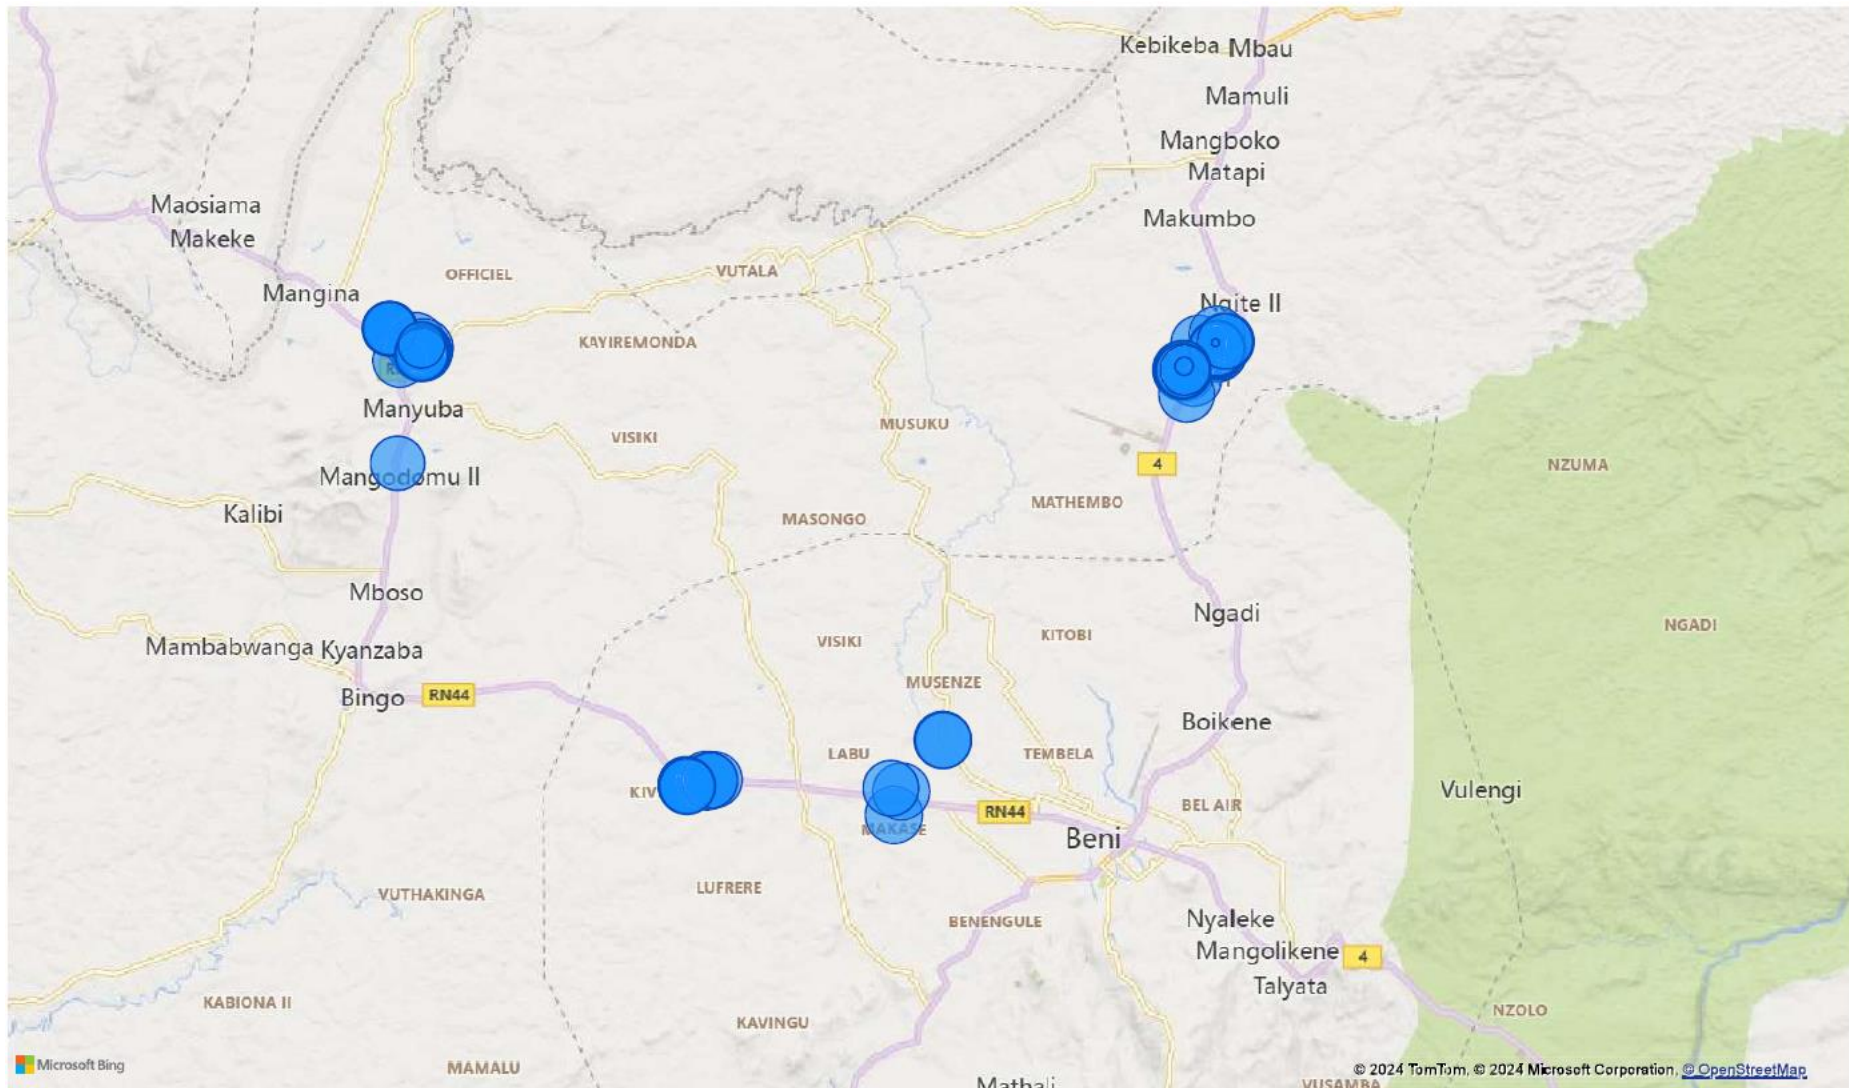 Kebikeba Mbau
Mamuli
Mangboko
Matapi
Maosiama
Makumbo
Makeke
OFFICIEL
VUTALA
Mangina
Ngite II
KAYIREMONDA
Manyuba
MUSUKU
VISIKI
4
NZUMA
Mangodomu II
MATHEMBO
Kalibi
MASONGO
Mboso
Ngadi
NGADI
KITOBI
VISIKI
Mambabwanga Kyanzaba
MUSENZE
Bingo
RN44
Boikene
LABU
TEMBELA
KIV
Vulengi
BEL AIR
RN44
MAKASE
Beni
LUFRERE
VUTHAKINGA
Nyaleke
BENENGULE
Mangolikene
4
Talyata
KABIONA II
NZOLO
KAVINGU
Microsoft Bing
MAMALU
© 2024 TomTom, © 2024 Microsoft Corporation, © OpenStreetMap
Mathali
VUSAMBA